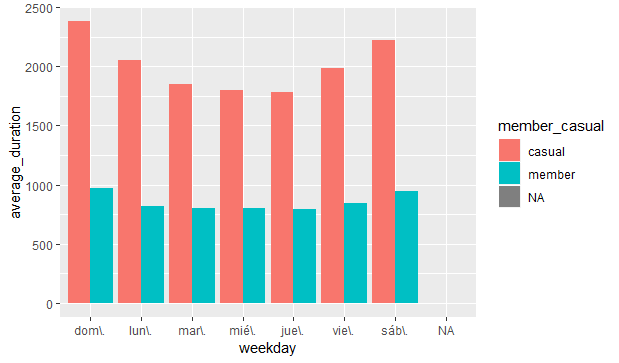 2500
2000
1500
1000
500
0
average_duration
dom\. lun\. mar\. mié\. jue\. vie\. sáb\. NA
weekday
member_casual
casual
member
NA